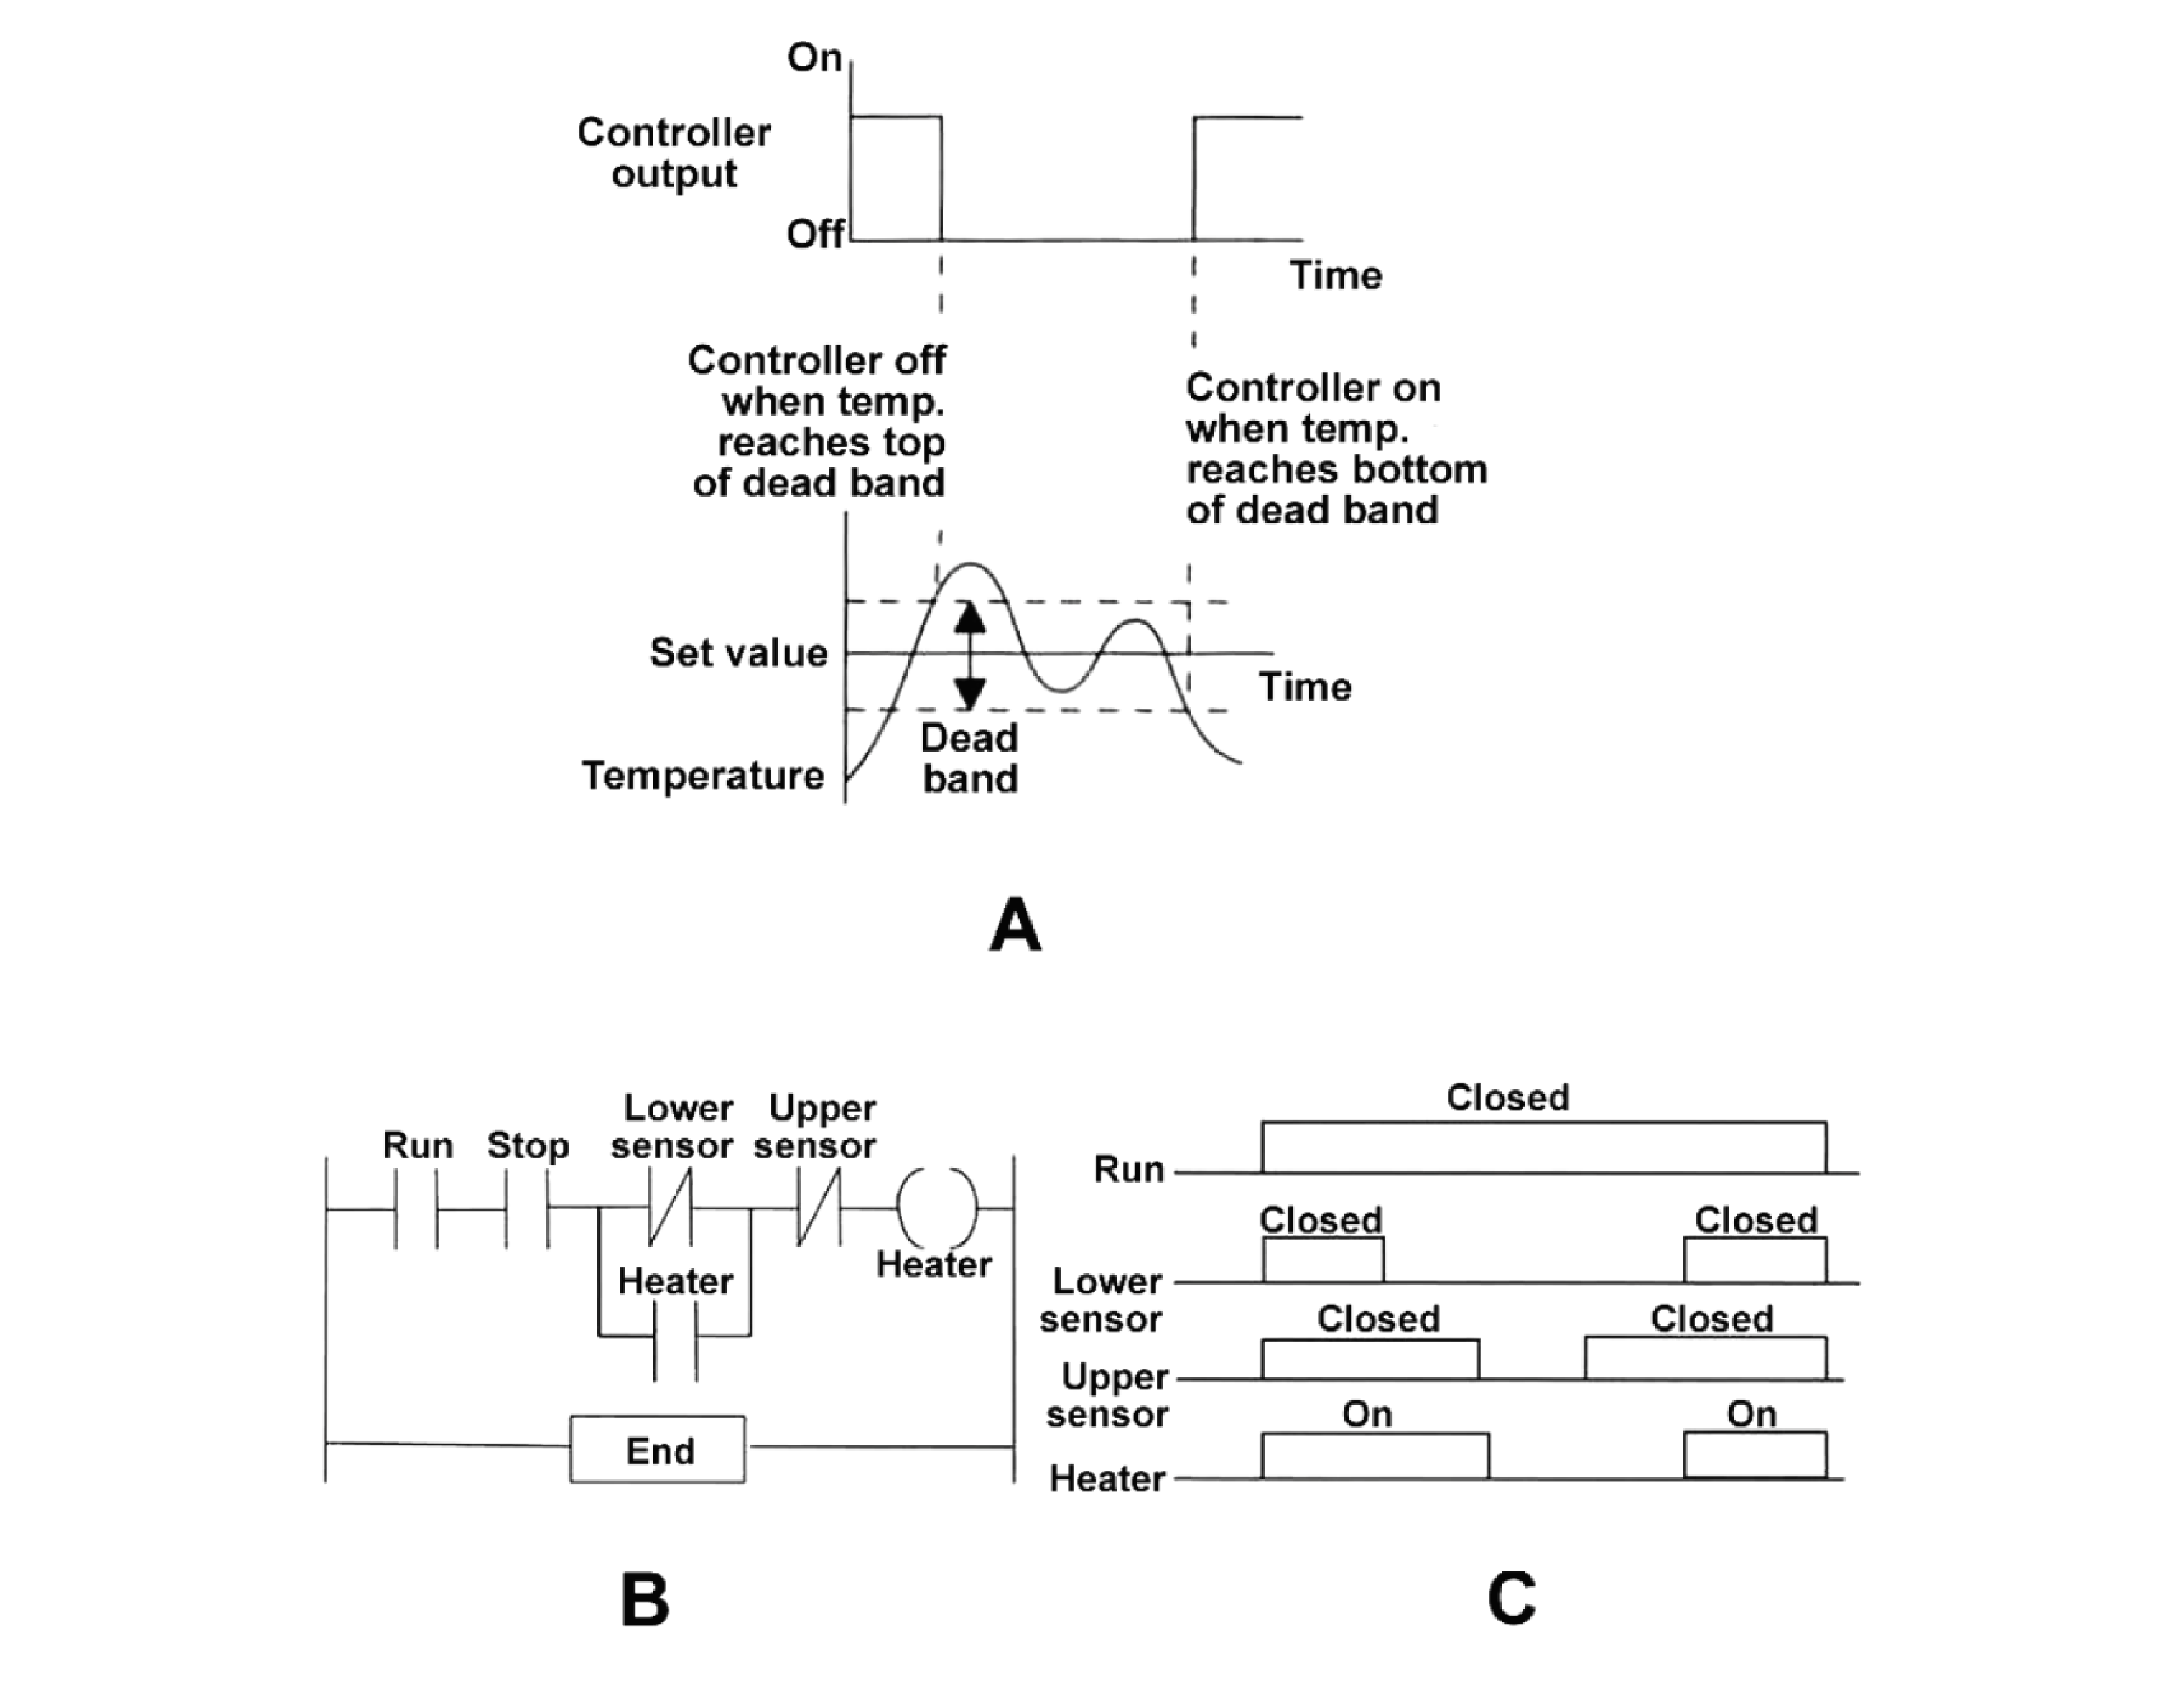 On
Controller
output
Off
Time
Controller off
when temp.
reaches top
of dead band
Controller on
when temp.
reaches bottom
of dead band
Set value
Time
Dead
band
Temperature
A
Run Stop
Lower
sensor
Upper
sensor
Heater
Heater
End
B
Closed
Run
Closed Closed
Lower
sensor
Closed Closed
Upper
sensor
On On
Heater
C